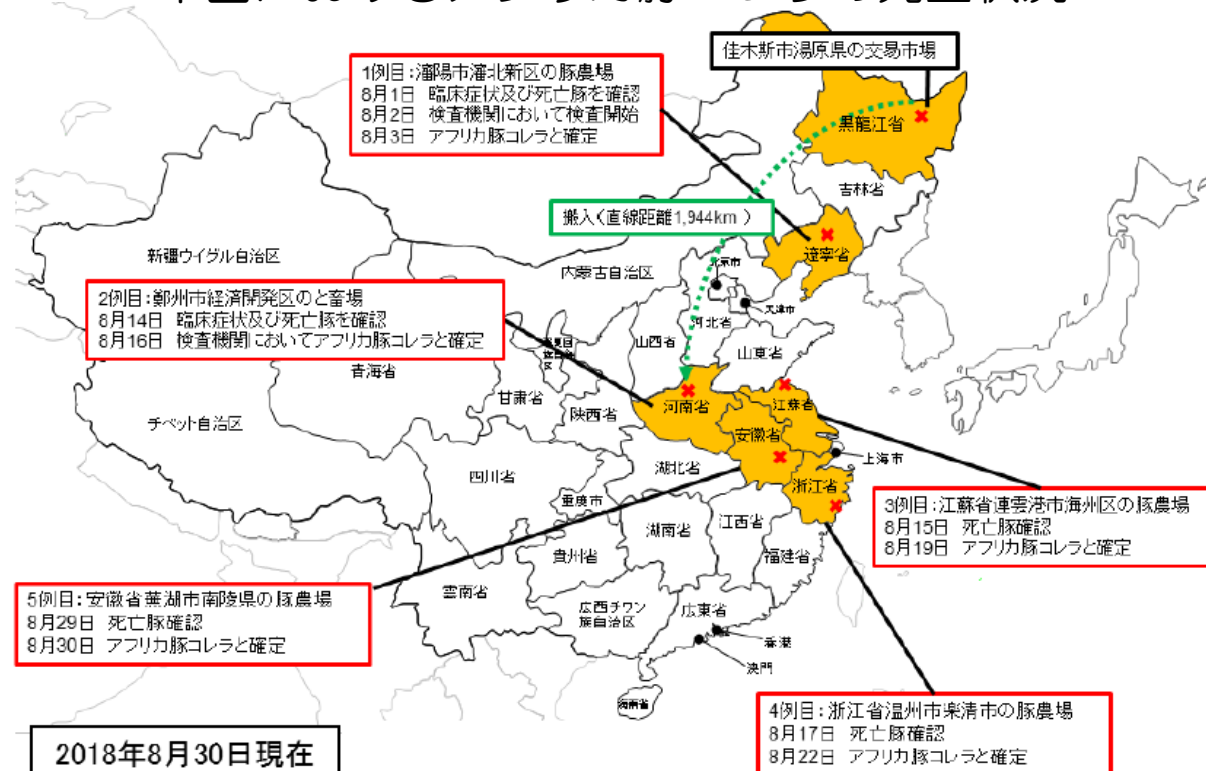 中国におけるアフリカ豚コレラの発生状況
佳木斯市湯原県の交易市場
1例目:瀋陽市瀋北新区の豚農場
8月1日 臨床症状及び死亡豚を確認
8月2日 検査機関において検査開始
8月3日 アフリカ豚コレラと確定
黒龍江省
吉林省
搬入(直線距離1,944km )
遼寧省
新疆ウイグル自治区
内蒙古自治区
北京市
天津市
2例目:鄭州市経済開発区のと畜場
8月14日 臨床症状及び死亡豚を確認
8月16日 検査機関においてアフリカ豚コレラと確定
河北省
山西省
山東省
青海省
甘粛省
陝西省
河南省
江蘇省
チベット自治区
安徽省
上海市
四川省
湖北省
重慶市
浙江省
3例目:江蘇省連雲港市海州区の豚農場
8月15日 死亡豚確認
8月19日 アフリカ豚コレラと確定
湖南省
江西省
貴州省
福建省
5例目:安徽省蕪湖市南陵県の豚農場
8月29日 死亡豚確認
8月30日 アフリカ豚コレラと確定
雲南省
広西チワン
族自治区
広東省
香港
澳門
海南省
4例目:浙江省温州市楽清市の豚農場
8月17日 死亡豚確認
8月22日 アフリカ豚コレラと確定
2018年8月30日現在